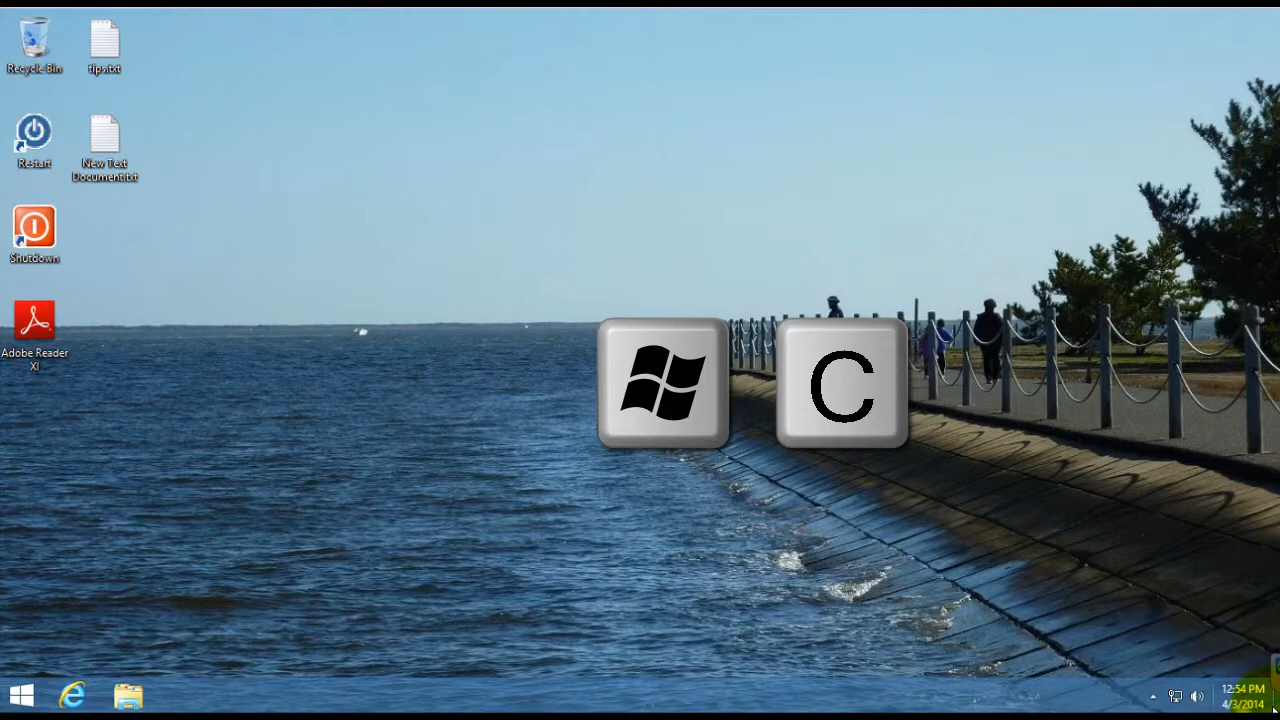 Recycle Bin
tips.txt
Restart
New Text
Document.txt
Shutdown
Adobe Reader
XI
C
12:54 PM
4/3/2014